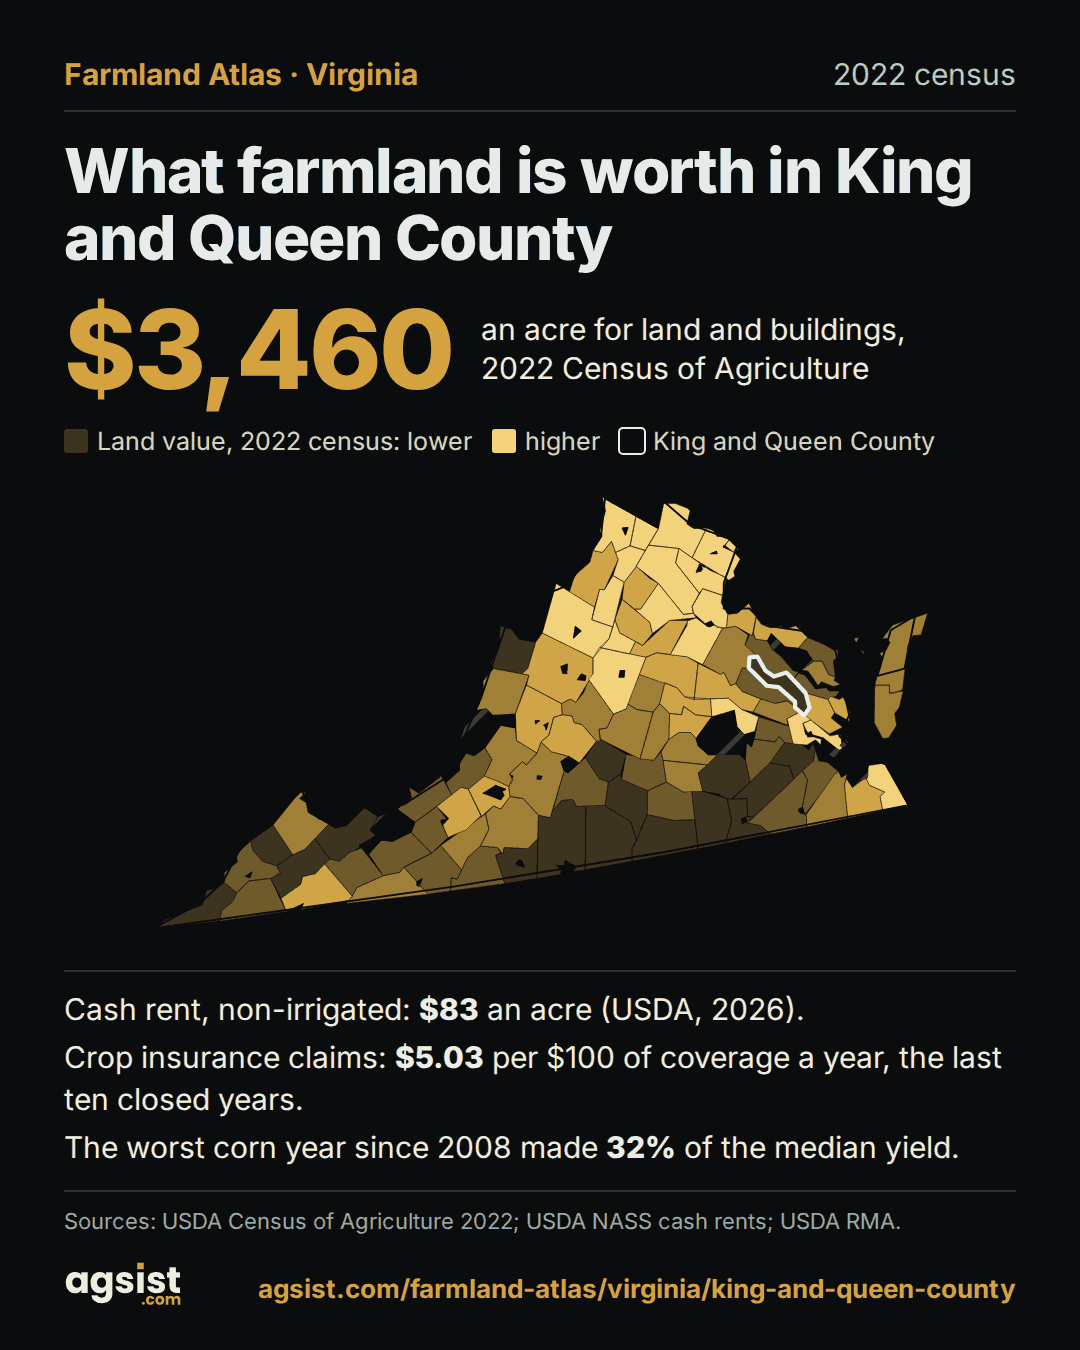 Farmland Atlas · Virginia
2022 census
What farmland is worth in King
and Queen County
$3,460
an acre for land and buildings,
2022 Census of Agriculture
Land value, 2022 census: lower
higher
King and Queen County
Cash rent, non-irrigated: $83 an acre (USDA, 2026).
Crop insurance claims: $5.03 per $100 of coverage a year, the last
ten closed years.
The worst corn year since 2008 made 32% of the median yield.
Sources: USDA Census of Agriculture 2022; USDA NASS cash rents; USDA RMA.
agsist
.com
agsist.com/farmland-atlas/virginia/king-and-queen-county